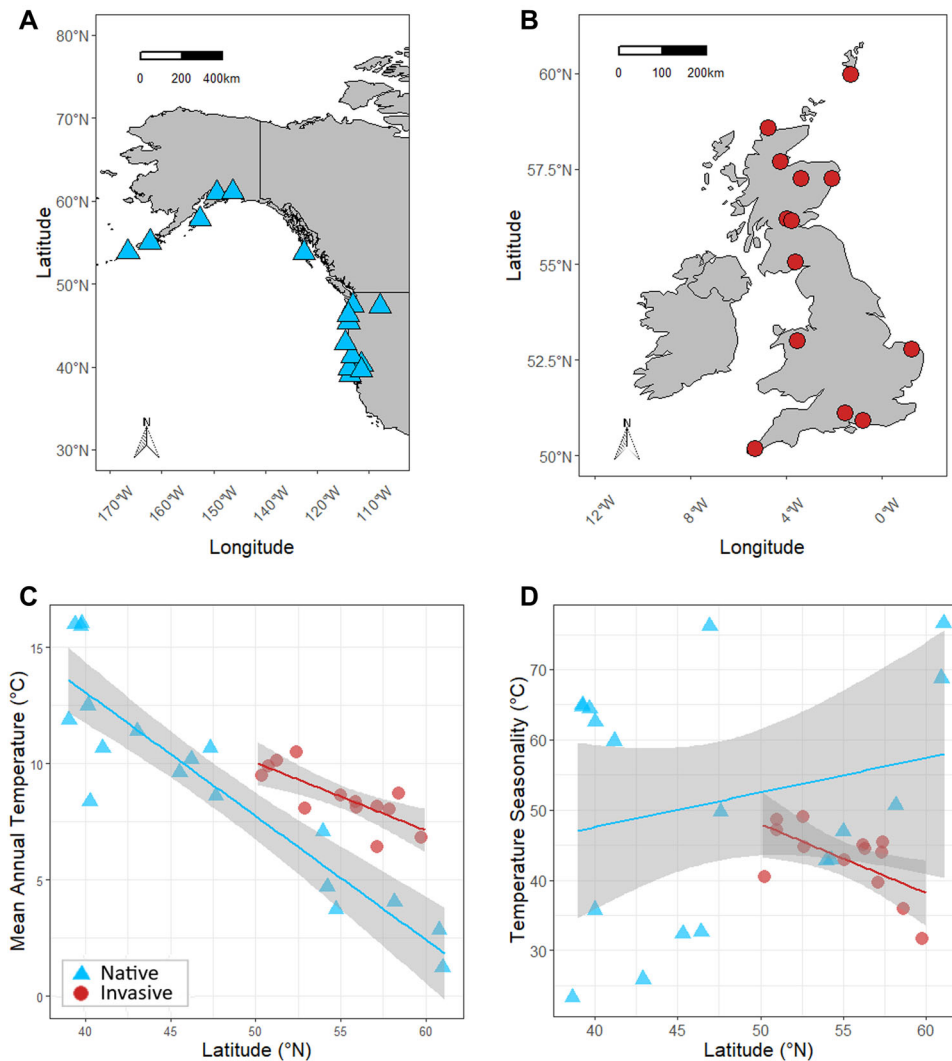 A
80°N
70°N
60°N
50°N
40°N
30°N
Latitude
0 200 400km
N
170°W
160°W
150°W
140°W
130°W
120°W
110°W
Longitude
B
60°N
57.5°N
55°N
52.5°N
50°N
Latitude
0 100 200km
N
12°W
8°W
4°W
0°W
Longitude
C
15
10
5
0
Mean Annual Temperature (°C)
Native
Invasive
40 45 50 55 60
Latitude (°N)
D
70
60
50
40
30
Temperature Seasonality (°C)
40 45 50 55 60
Latitude (°N)